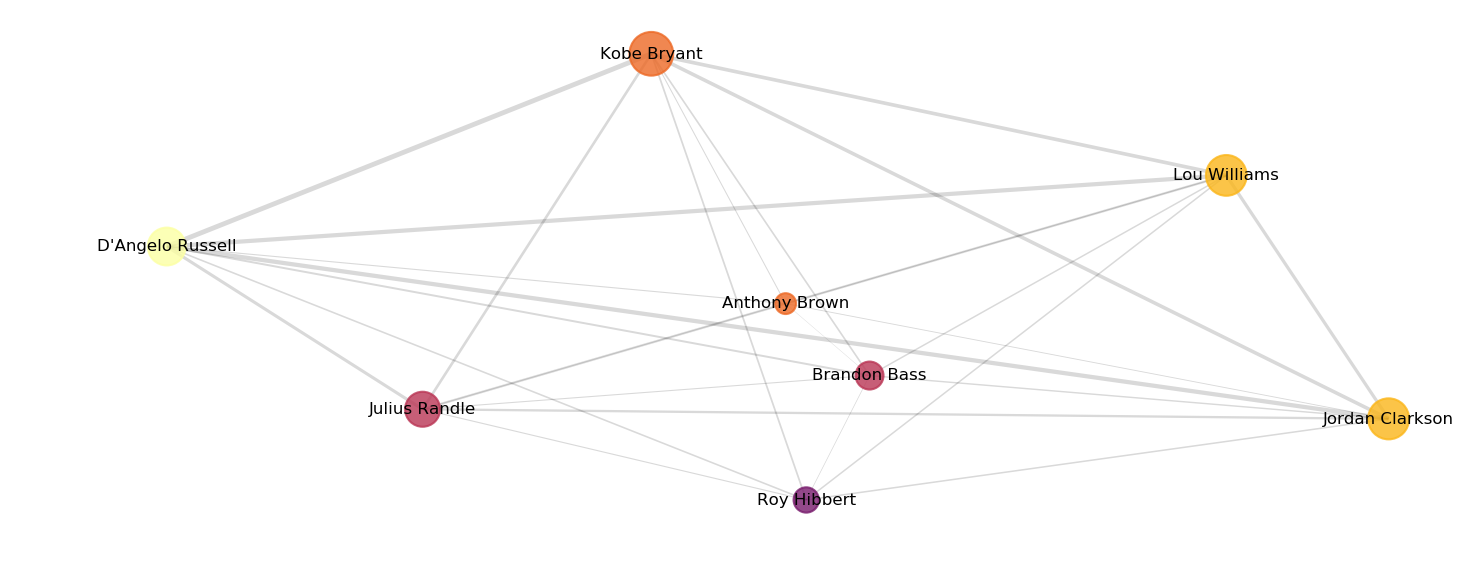 Kobe Bryant
Lou Williams
D'Angelo Russell
Anthony Brown
Brandon Bass
Julius Randle
Jordan Clarkson
Roy Hibbert